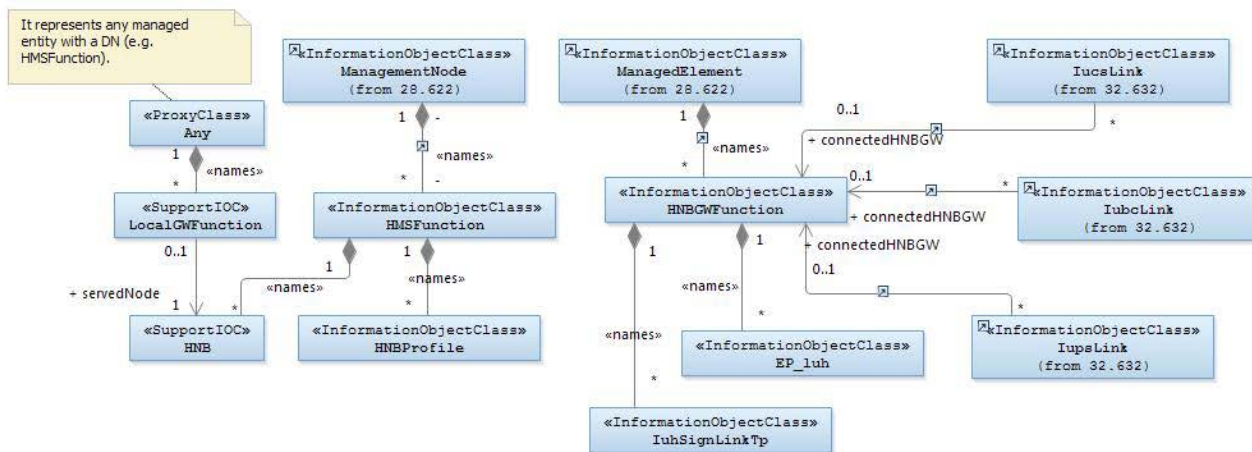 It represents any managed
entity with a DN (e.g.
HMSFunction).
«ProxyClass»
Any
1
«names»
*
«SupportIOC»
LocalGWFunction
0..1
+ servedNode
1
«SupportIOC»
HNB
«InformationObjectClass»
ManagementNode
(from 28.622)
1
-
«names»
*
-
«InformationObjectClass»
HMSFunction
1
«names»
*
1
«names»
*
«InformationObjectClass»
HNBProfile
«InformationObjectClass»
ManagedElement
(from 28.622)
1
«names»
*
«InformationObjectClass»
HNBGWFunction
1
«names»
*
«InformationObjectClass»
IuhSignLinkTp
1
«names»
*
«InformationObjectClass»
EP_luh
«InformationObjectClass»
IucsLink
(from 32.632)
0..1
*
+ connectedHNBGW
0..1
*
+ connectedHNBGW
«InformationObjectClass»
IubcLink
(from 32.632)
+ connectedHNBGW
0..1
*
«InformationObjectClass»
IupsLink
(from 32.632)